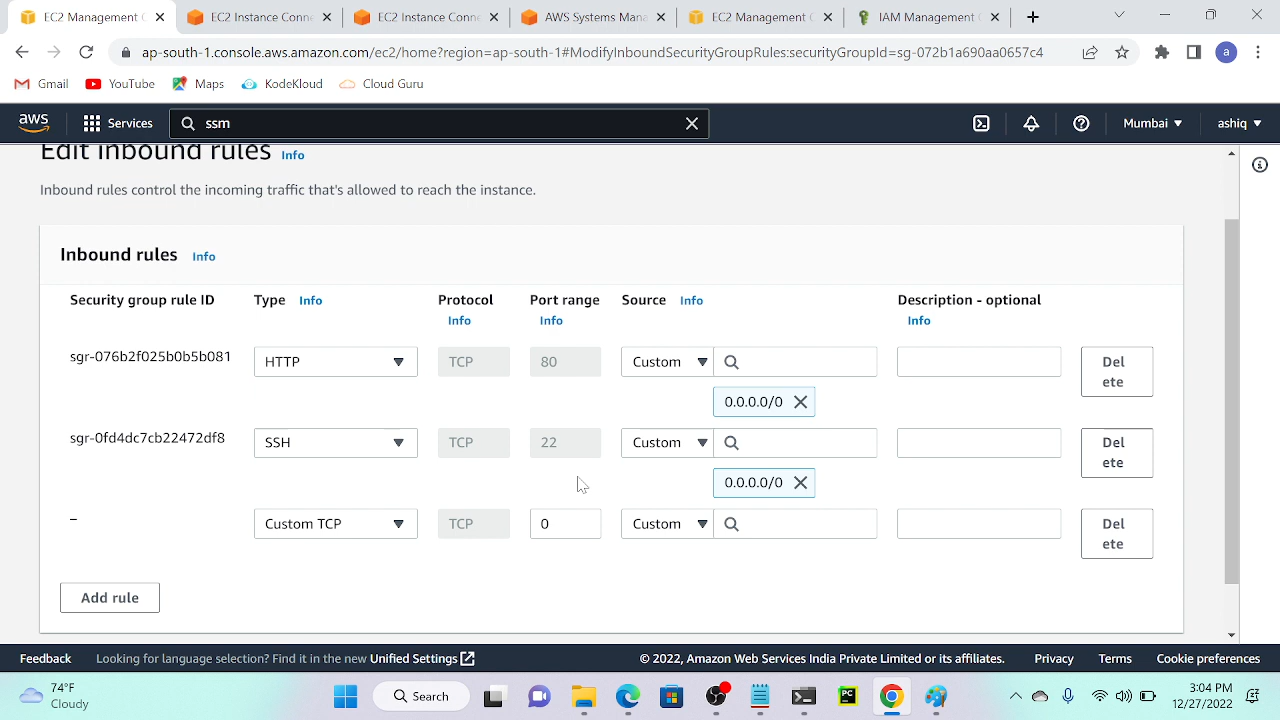 EC2 Management C
EC2 Instance Conne
EC2 Instance Conne
AWS Systems Mana
EC2 Management C
IAM Management C
ap-south-1.console.aws.amazon.com/ec2/home?region=ap-south-1#ModifyInboundSecurityGroupRules:securityGroupId=sg-072b1a690aa0657c4
a
Gmail
YouTube
Maps
KodeKloud
Cloud Guru
aws
Services
ssm
Mumbai
ashiq
Edit inbound rules Info
Inbound rules control the incoming traffic that's allowed to reach the instance.
Inbound rules Info
Security group rule ID
Type Info
Protocol
Info
Port range
Info
Source Info
Description - optional
Info
sgr-076b2f025b0b5b081
HTTP
TCP
80
Custom
Del
ete
0.0.0.0/0
sgr-0fd4dc7cb22472df8
SSH
TCP
22
Custom
Del
ete
0.0.0.0/0
–
Custom TCP
TCP
0
Custom
Del
ete
Add rule
Feedback
Looking for language selection? Find it in the new Unified Settings
© 2022, Amazon Web Services India Private Limited or its affiliates.
Privacy
Terms
Cookie preferences
74°F
Cloudy
Search
PC
3:04 PM
12/27/2022